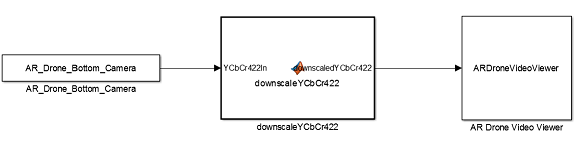 AR_Drone_Bottom_Camera
AR_Drone_Bottom_Camera
YCbCr422In
downscaledYCbCr422
downscaleYCbCr422
downscaleYCbCr422
ARDroneVideoViewer
AR Drone Video Viewer